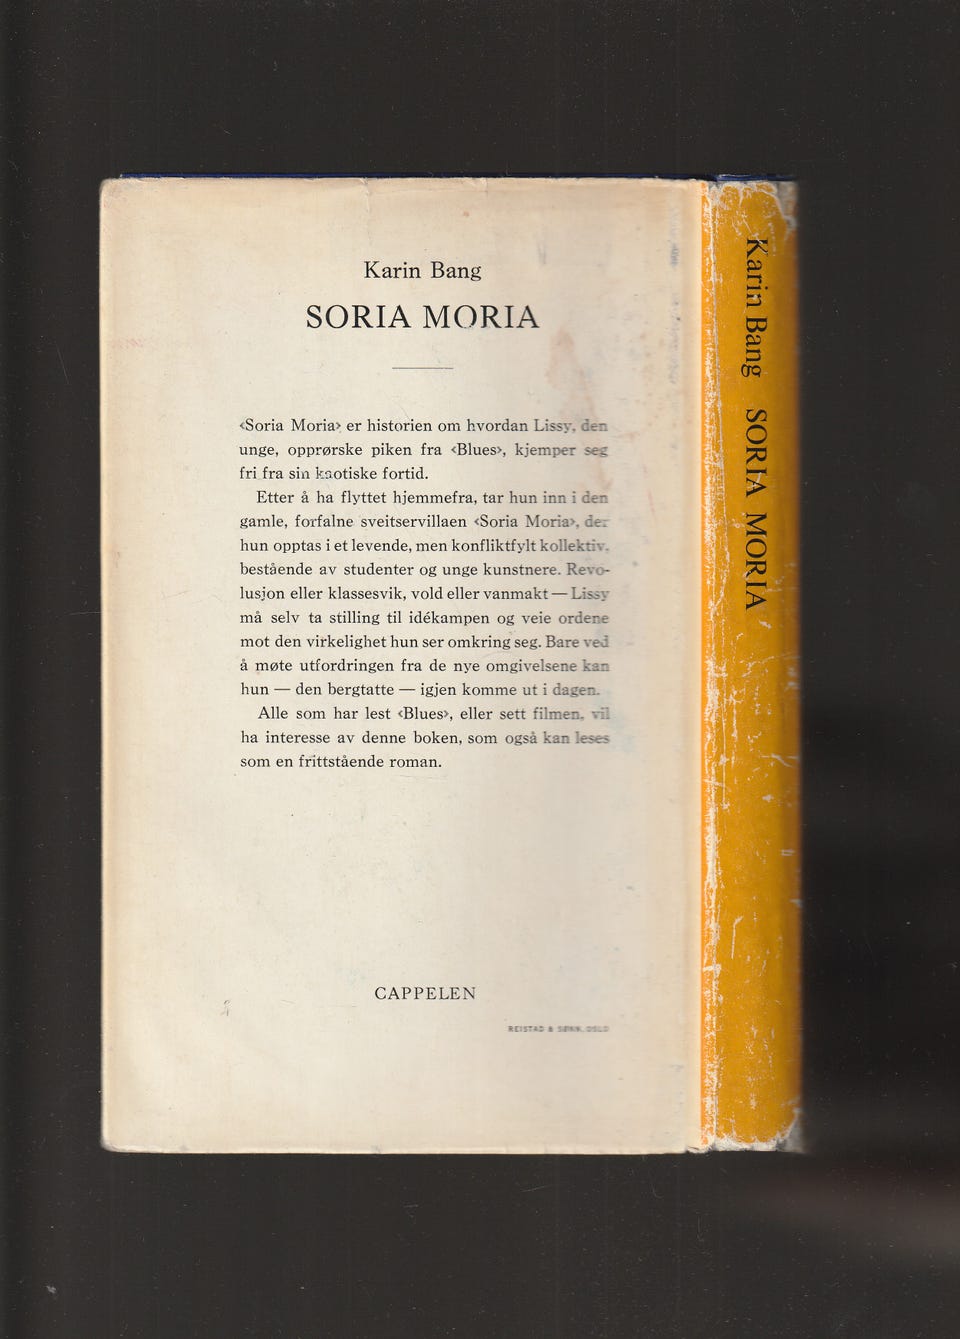 Karin Bang
SORIA MORIA
‹Soria Moria› er historien om hvordan Lissy, den
unge, opprørske piken fra ‹Blues›, kjemper seg
fri fra sin kaotiske fortid.
Etter å ha flyttet hjemmefra, tar hun inn i den
gamle, forfalne sveitservillaen ‹Soria Moria›, der
hun opptas i et levende, men konfliktfylt kollektiv,
bestående av studenter og unge kunstnere. Revo-
lusjon eller klassesvik, vold eller vanmakt — Lissy
må selv ta stilling til idékampen og veie ordene
mot den virkelighet hun ser omkring seg. Bare ved
å møte utfordringen fra de nye omgivelsene kan
hun — den bergtatte — igjen komme ut i dagen.
Alle som har lest ‹Blues›, eller sett filmen, vil
ha interesse av denne boken, som også kan leses
som en frittstående roman.
CAPPELEN
REISTAD & SØNN, OSLO
Karin Bang SORIA MORIA